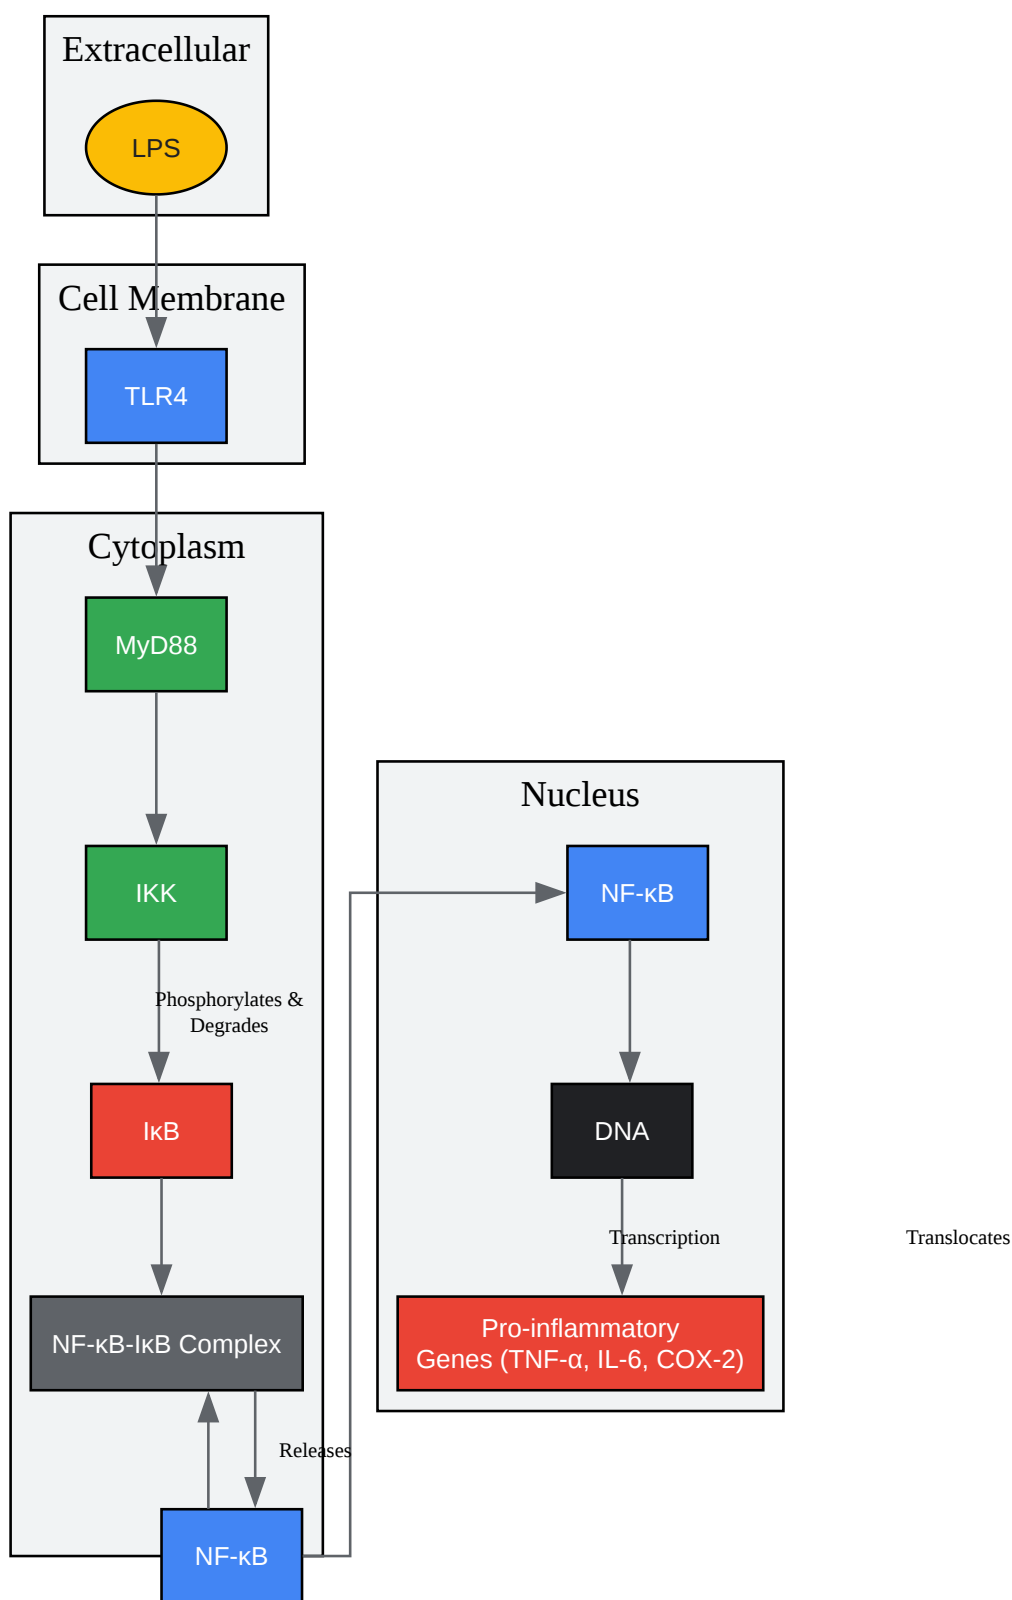 Extracellular
LPS
Cell Membrane
TLR4
Cytoplasm
MyD88
IKK
Phosphorylates &
Degrades
IκB
NF-κB-IκB Complex
Releases
NF-κB
Nucleus
NF-κB
DNA
Transcription
Pro-inflammatory
Genes (TNF-α, IL-6, COX-2)
Translocates